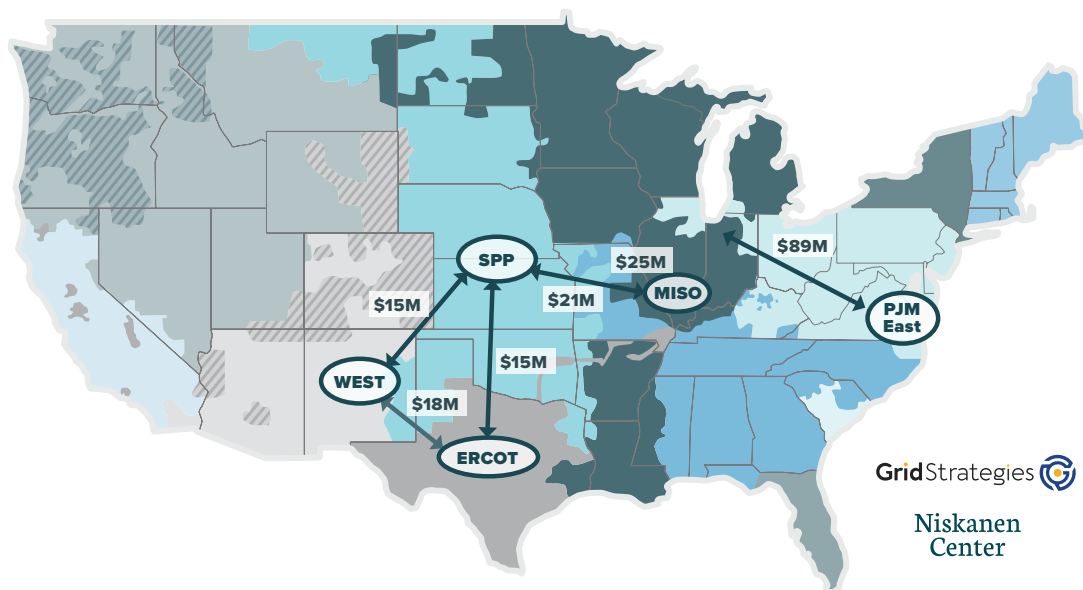 $89M
SPP
$25M
MISO
$21M
$15M
PJM
East
$15M
WEST
$18M
ERCOT
GridStrategies
Niskanen
Center